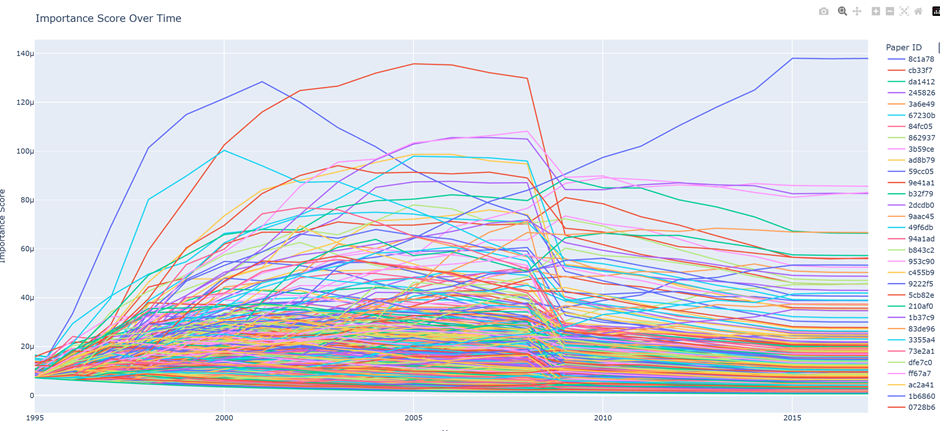 Importance Score Over Time
Paper ID
140μ
120μ
100μ
80μ
60μ
40μ
20μ
0
Importance Score
1995
2000
2005
2010
2015
8c1a78
cb33f7
da1412
245826
3a6e49
67230b
84fc05
862937
3b59ce
ad8b79
59cc05
9e41a1
b32f79
2dcdb0
9aac45
49f6db
94a1ad
b843c2
953c90
c455b9
9222f5
5cb82e
210af0
1b37c9
83de96
3355a4
73e2a1
dfe7c0
ff67a7
ac2a41
1b6860
0728b6